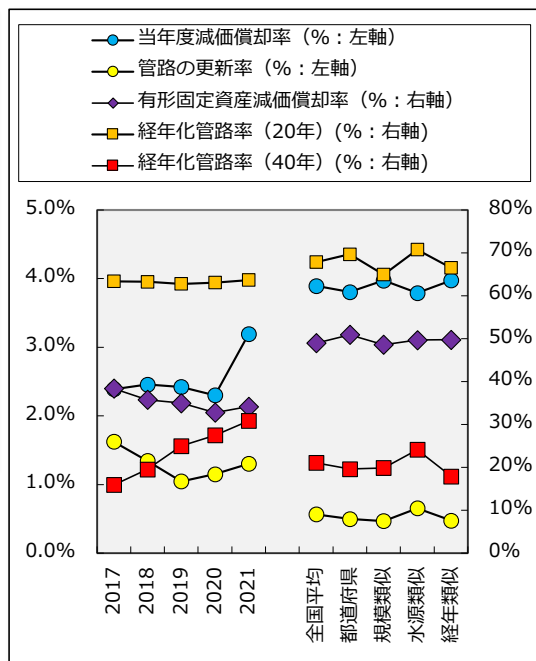 当年度減価償却率（%：左軸）
管路の更新率（%：左軸）
有形固定資産減価償却率（%：右軸）
経年化管路率（20年）(%：右軸)
経年化管路率（40年）(%：右軸)
5.0%
4.0%
3.0%
2.0%
1.0%
0.0%
80%
70%
60%
50%
40%
30%
20%
10%
0%
2017
2018
2019
2020
2021
全国平均
都道府県
規模類似
水源類似
経年類似